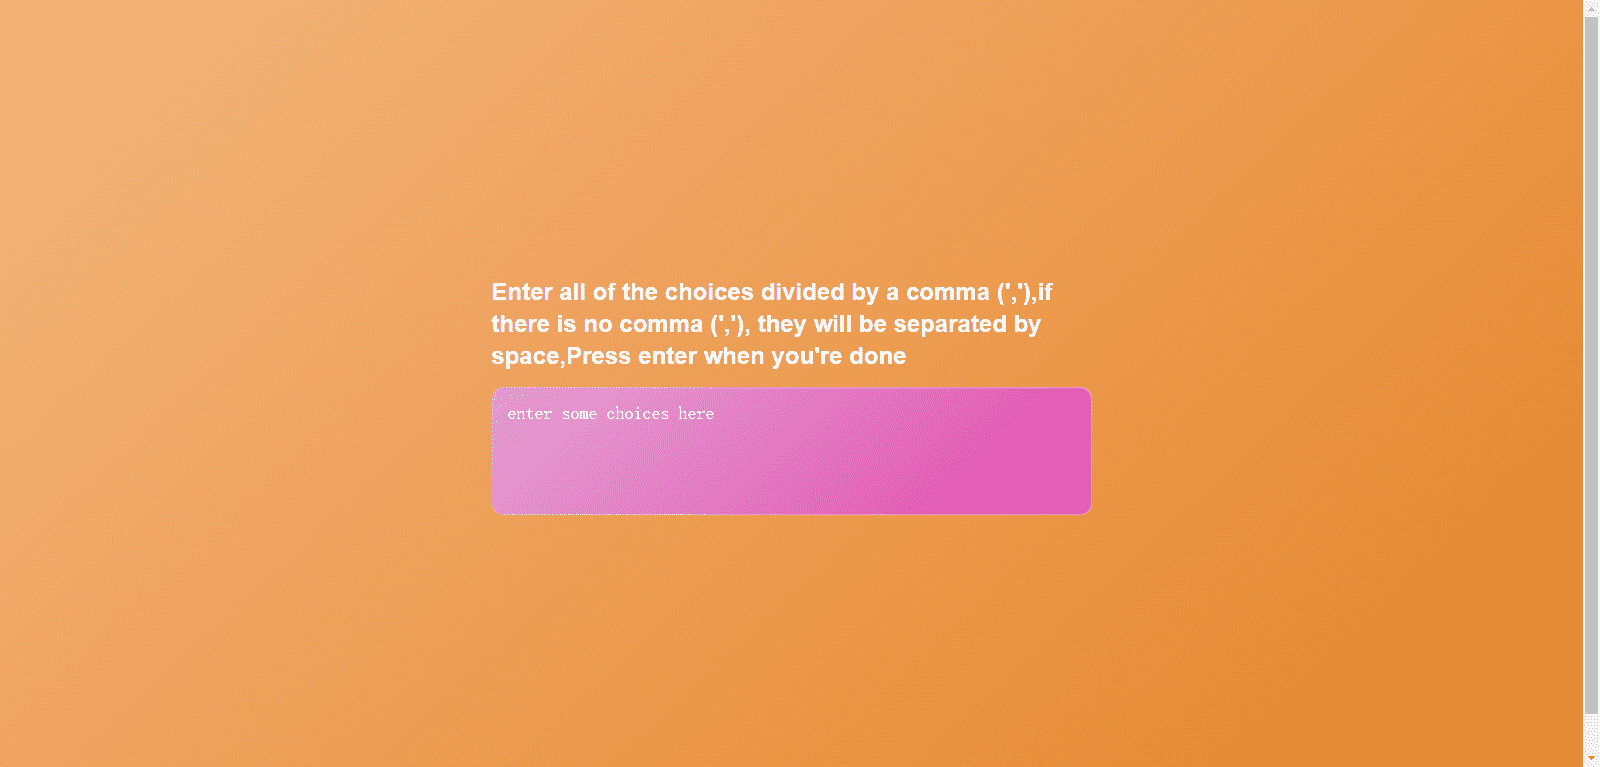 Enter all of the choices divided by a comma (','),if
there is no comma (','), they will be separated by
space,Press enter when you're done
enter some choices here